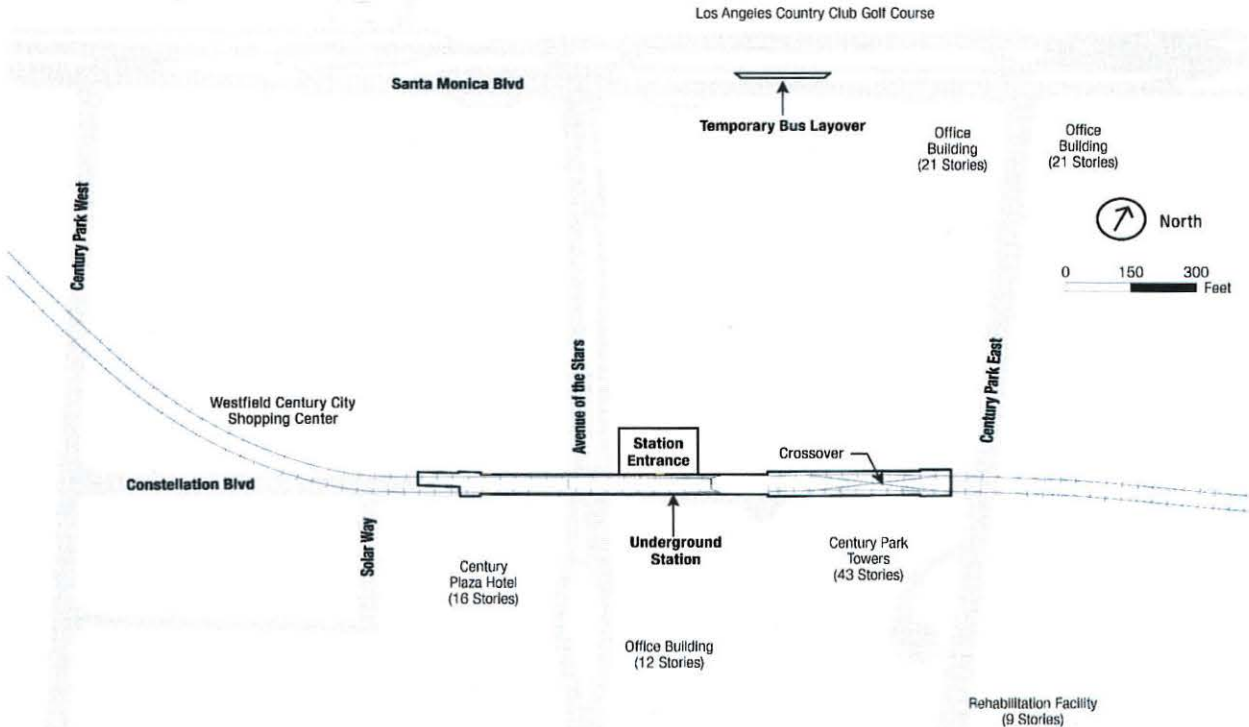 Los Angeles Country Club Golf Course
Santa Monica Blvd
Temporary Bus Layover
Office
Building
(21 Stories)
Office
Building
(21 Stories)
North
0 150 300
Feet
Century Park West
Avenue of the Stars
Century Park East
Westfield Century City
Shopping Center
Station
Entrance
Crossover
Constellation Blvd
Solar Way
Underground
Station
Century
Plaza Hotel
(16 Stories)
Century Park
Towers
(43 Stories)
Office Building
(12 Stories)
Rehabilitation Facility
(9 Stories)